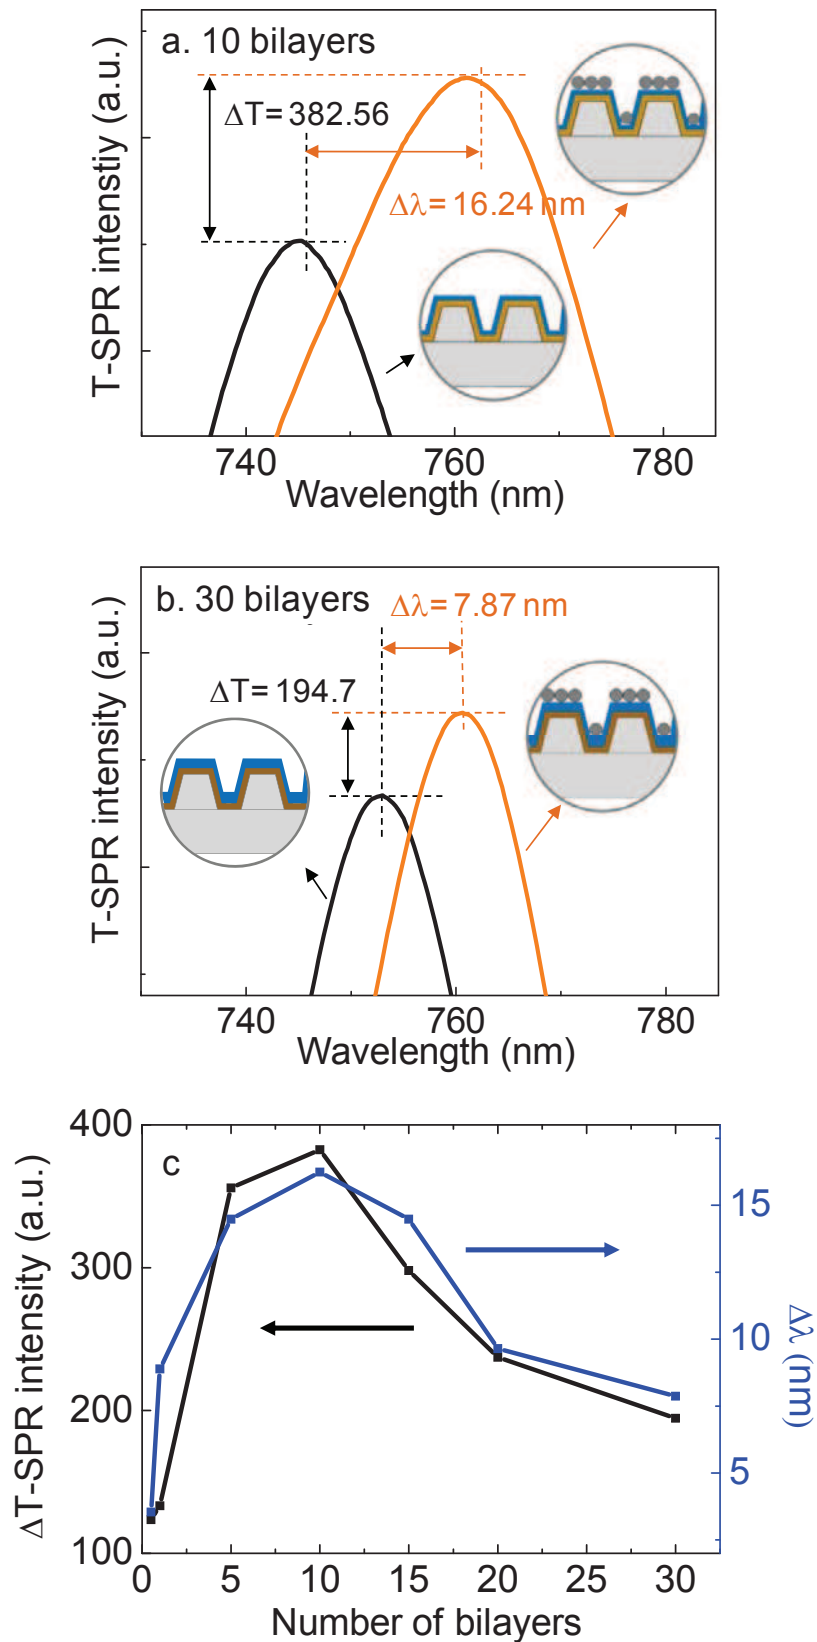 a. 10 bilayers
ΔT= 382.56
Δλ= 16.24 nm
T-SPR intenstiy (a.u.)
740 760 780
Wavelength (nm)
b. 30 bilayers
Δλ= 7.87 nm
ΔT= 194.7
T-SPR intensity (a.u.)
740 760 780
Wavelength (nm)
c
400
300
200
100
ΔT-SPR intensity (a.u.)
15
10
5
Δλ (nm)
0 5 10 15 20 25 30
Number of bilayers